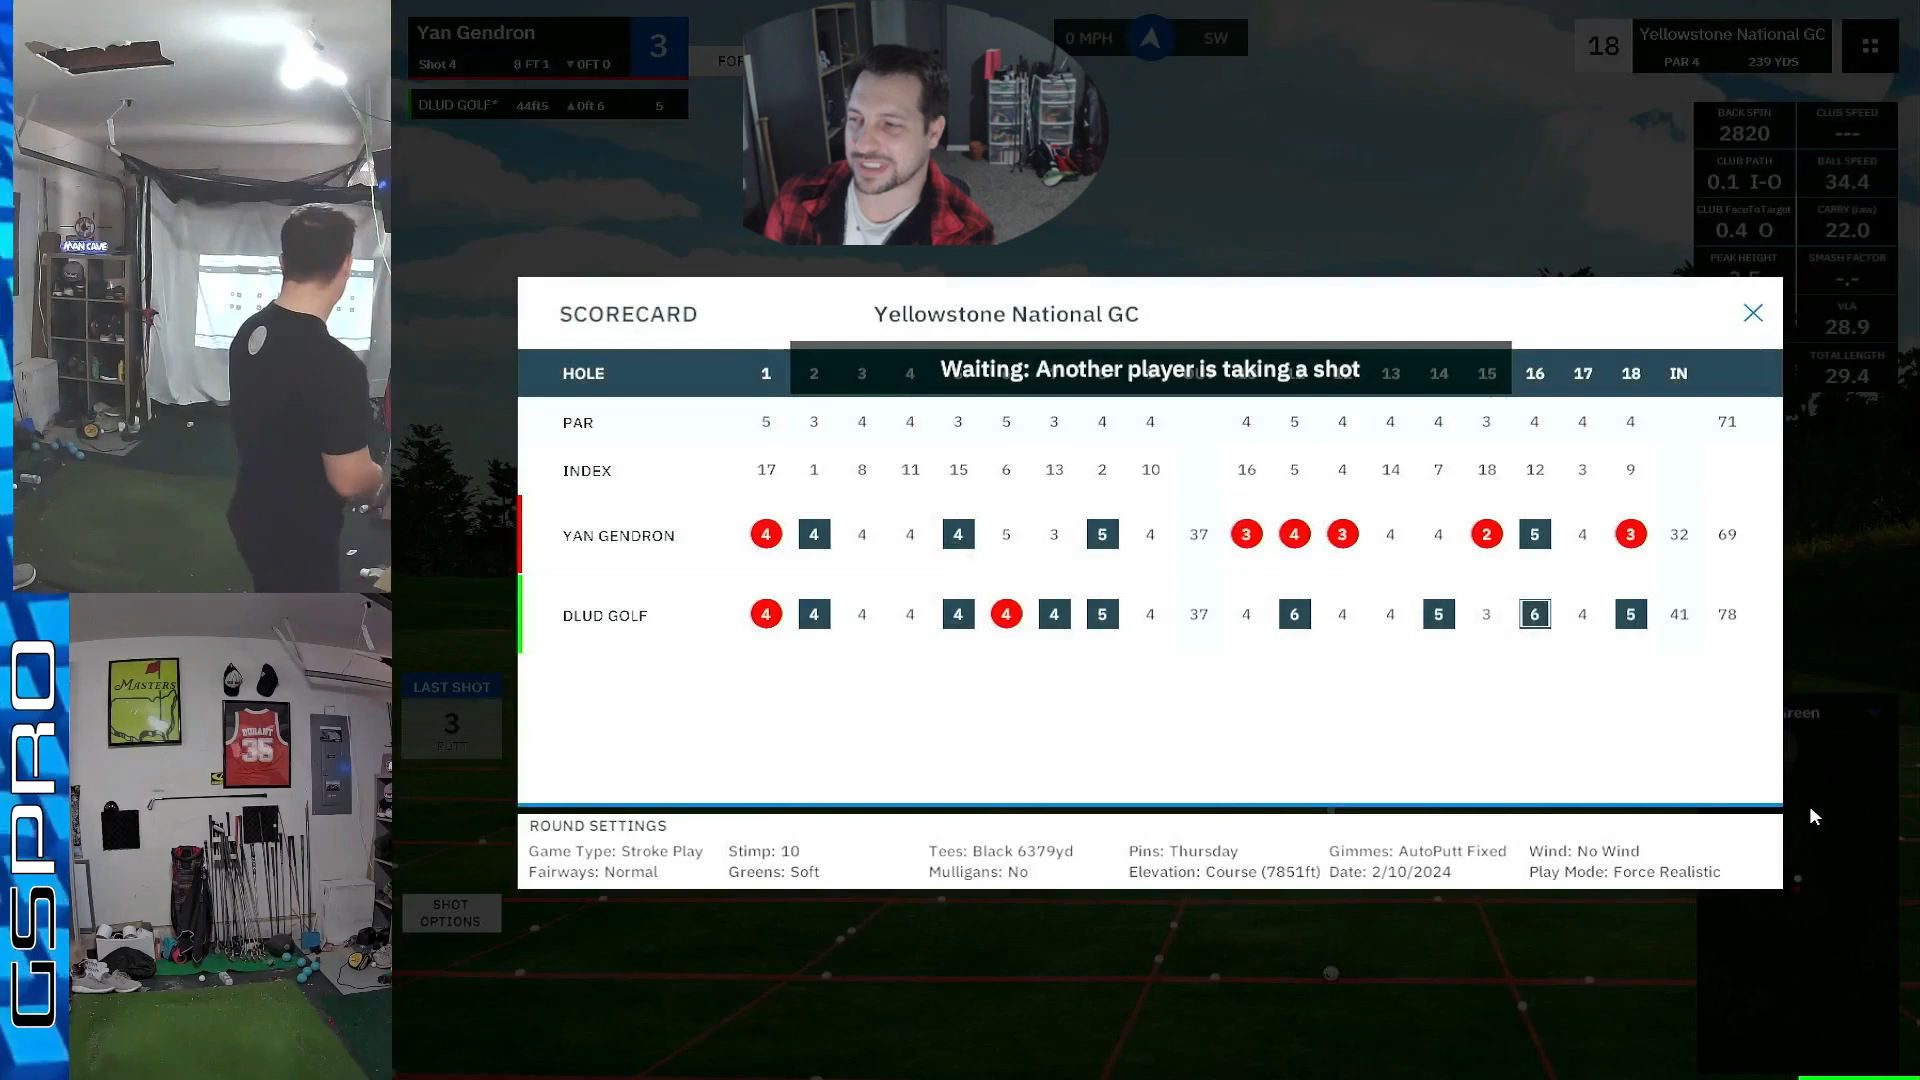 Yan Gendron 3
Shot 4 8 FT 1 ▼0FT 0
DLUD GOLF* 44ft5 ▲0ft 6 5
0 MPH SW
18 Yellowstone National GC
PAR 4 239 YDS
BACK SPIN CLUB SPEED
2820 ---
CLUB PATH BALL SPEED
0.1 I-O 34.4
CLUB FaceToTarget CARRY (raw)
0.4 O 22.0
PEAK HEIGHT SMASH FACTOR
-.-
VLA
28.9
TOTAL LENGTH
29.4
MAN CAVE
SCORECARD Yellowstone National GC
Waiting: Another player is taking a shot
HOLE 1 2 3 4 13 14 15 16 17 18 IN
PAR 5 3 4 4 3 5 3 4 4 4 5 4 4 4 3 4 4 4 71
INDEX 17 1 8 11 15 6 13 2 10 16 5 4 14 7 18 12 3 9
YAN GENDRON 4 4 4 4 4 5 3 5 4 37 3 4 3 4 4 2 5 4 3 32 69
DLUD GOLF 4 4 4 4 4 4 4 5 4 37 4 6 4 4 5 3 6 4 5 41 78
LAST SHOT
3
PUTT
SHOT
OPTIONS
ROUND SETTINGS
Game Type: Stroke Play Stimp: 10 Tees: Black 6379yd Pins: Thursday Gimmes: AutoPutt Fixed Wind: No Wind
Fairways: Normal Greens: Soft Mulligans: No Elevation: Course (7851ft) Date: 2/10/2024 Play Mode: Force Realistic
MASTERS
DURANT
35
GSPRO